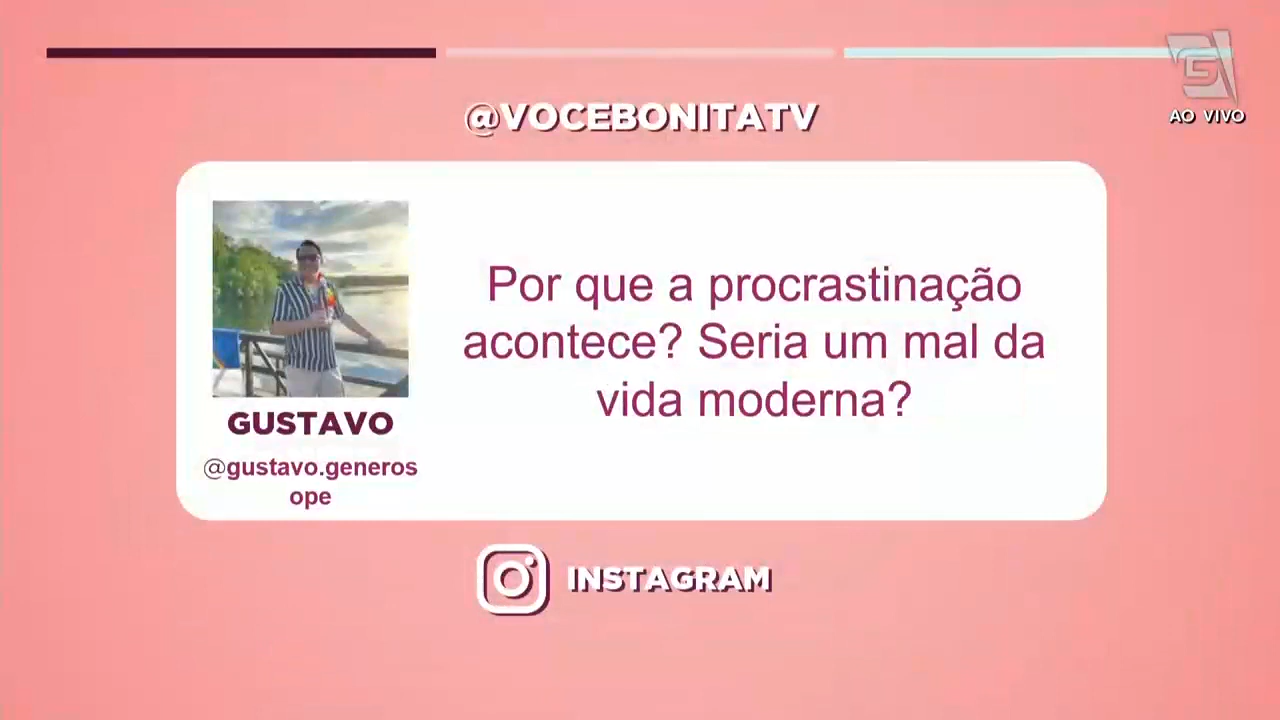 @VOCEBONITATV
G
AO VIVO
Por que a procrastinação
acontece? Seria um mal da
vida moderna?
GUSTAVO
@gustavo.generos
ope
INSTAGRAM